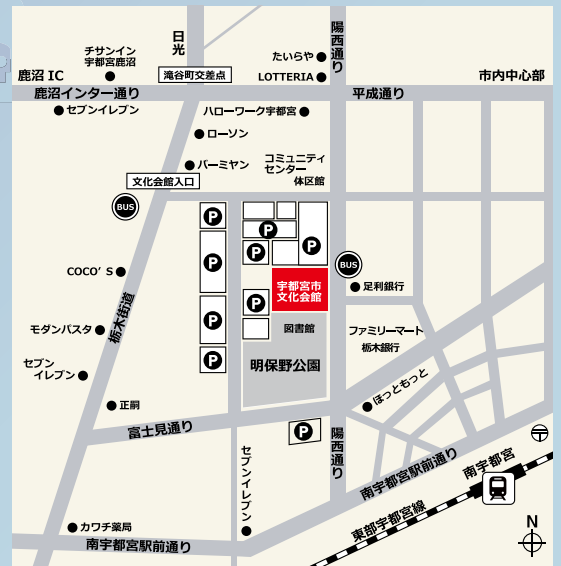 日光
陽西通り
チサンイン
宇都宮鹿沼
たいらや
鹿沼 IC
滝谷町交差点
LOTTERIA
市内中心部
鹿沼インター通り
平成通り
セブンイレブン
ハローワーク宇都宮
ローソン
バーミヤン
コミュニティ
センター
体区館
文化会館入口
BUS
P
P
P
P
P
P
BUS
COCO'S
宇都宮市
文化会館
足利銀行
P
P
栃木街道
モダンパスタ
図書館
ファミリーマート
栃木銀行
セブン
イレブン
P
明保野公園
ほっともっと
正嗣
富士見通り
P
陽西通り
セブンイレブン
南宇都宮駅前通り
南宇都宮
東部宇都宮線
N
カワチ薬局
南宇都宮駅前通り